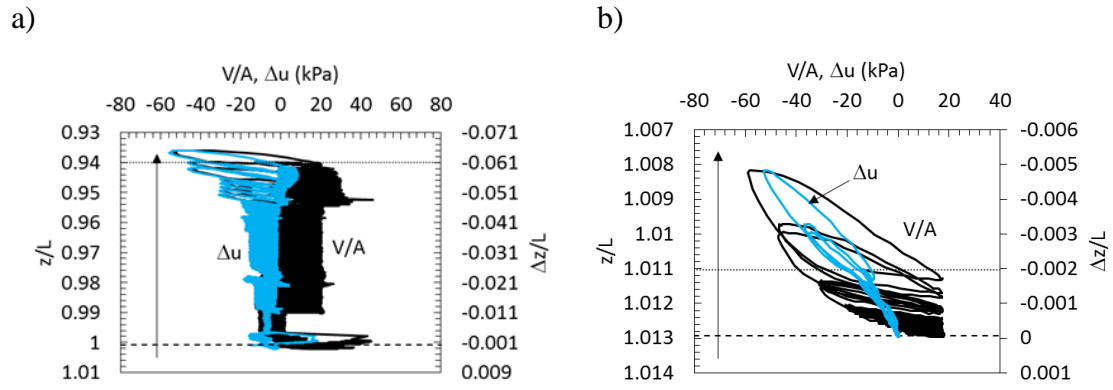 a)
V/A, Δu (kPa)
-80 -60 -40 -20 0 20 40 60 80
0.93 -0.071
0.94 -0.061
0.95 -0.051
0.96 -0.041
0.97 -0.031
0.98 -0.021
0.99 -0.011
1 -0.001
1.01 0.009
z/L
Δz/L
Δu
V/A
b)
V/A, Δu (kPa)
-80 -60 -40 -20 0 20 40
1.007 -0.006
1.008 -0.005
1.009 -0.004
1.01 -0.003
1.011 -0.002
1.012 -0.001
1.013 0
1.014 0.001
z/L
Δz/L
Δu
V/A